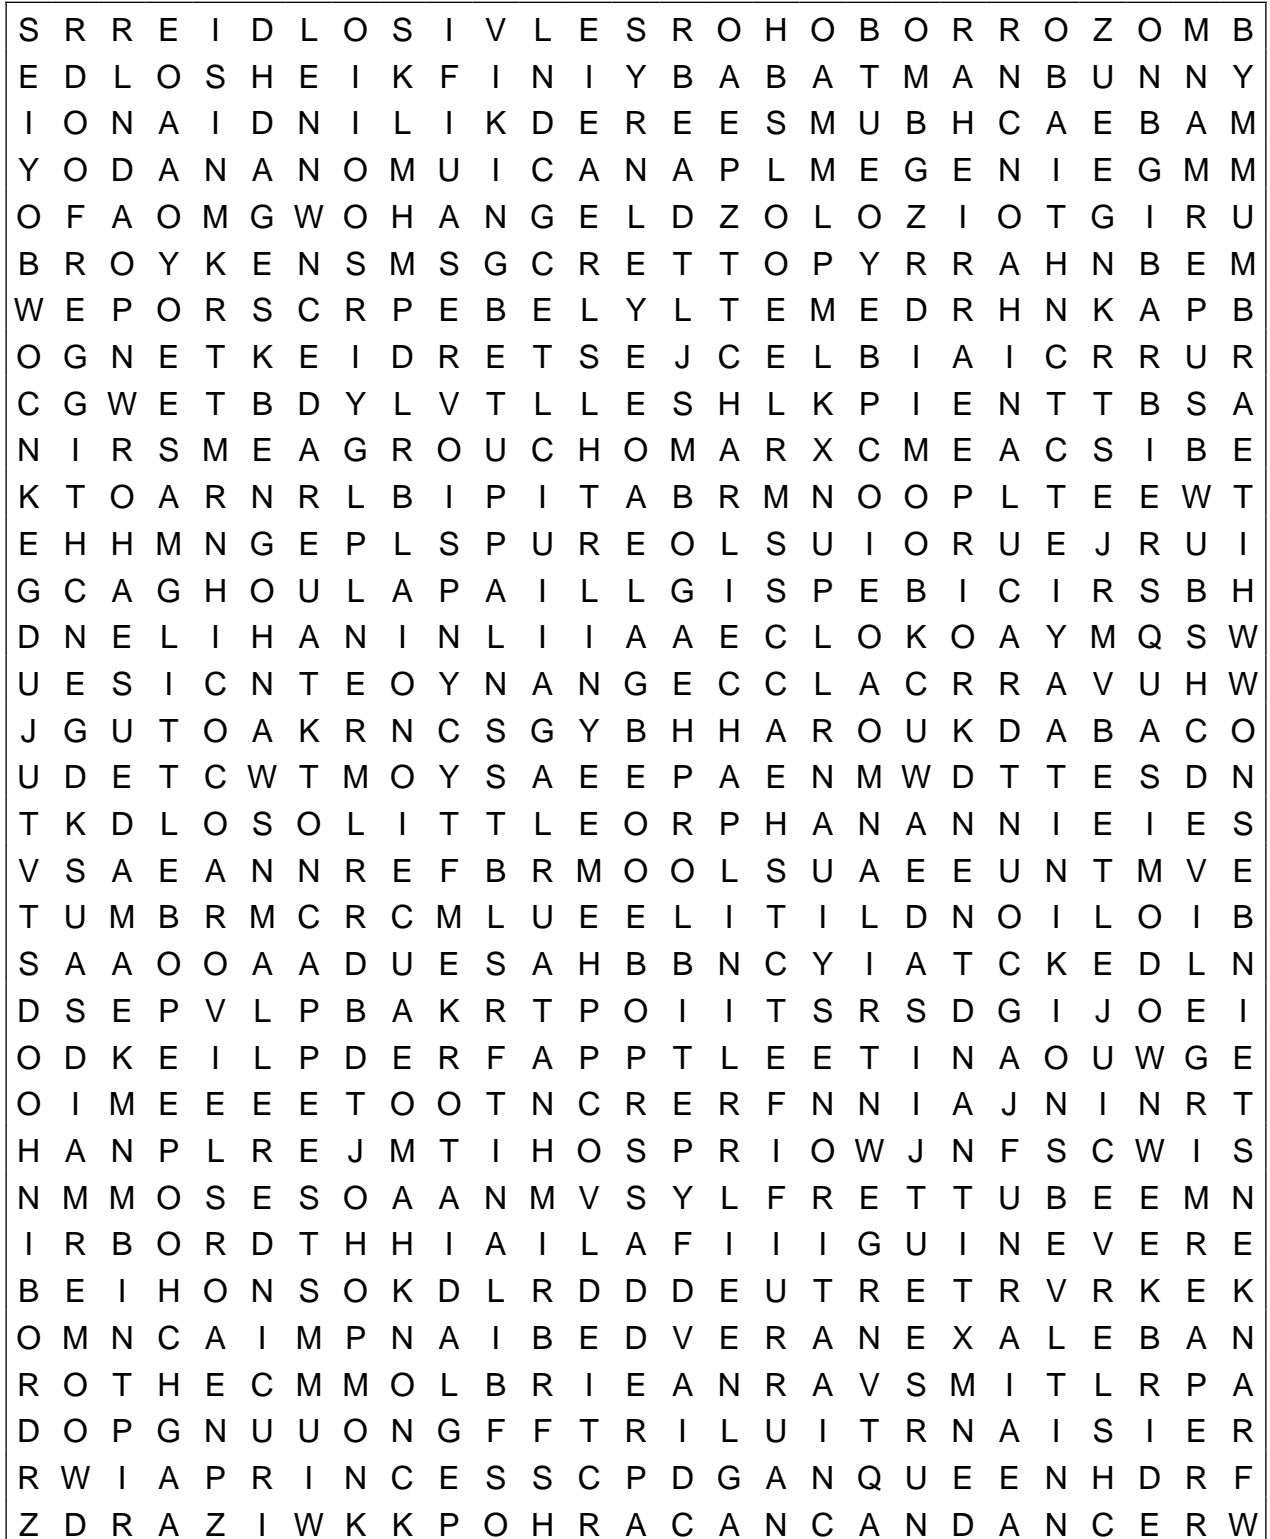 S R R E I D L O S I V L E S R O H O B O R R O Z O M B
E D L O S H E I K F I N I Y B A B A T M A N B U N N Y
I O N A I D N I L I K D E R E E S M U B H C A E B A M
Y O D A N A N O M U I C A N A P L M E G E N I E G M M
O F A O M G W O H A N G E L D Z O L O Z I O T G I R U
B R O Y K E N S M S G C R E T T O P Y R R A H N B E M
W E P O R S C R P E B E L Y L T E M E D R H N K A P B
O G N E T K E I D R E T S E J C E L B I A I C R R U R
C G W E T B D Y L V T L L E S H L K P I E N T T B S A
N I R S M E A G R O U C H O M A R X C M E A C S I B E
K T O A R N R L B I P I T A B R M N O O P L T E E W T
E H H M N G E P L S P U R E O L S U I O R U E J R U I
G C A G H O U L A P A I L L G I S P E B I C I R S B H
D N E L I H A N I N L I I A A E C L O K O A Y M Q S W
U E S I C N T E O Y N A N G E C C L A C R R A V U H W
J G U T O A K R N C S G Y B H H A R O U K D A B A C O
U D E T C W T M O Y S A E E P A E N M W D T T E S D N
T K D L O S O L I T T L E O R P H A N A N N I E I E S
V S A E A N N R E F B R M O O L S U A E E U N T M V E
T U M B R M C R C M L U E E L I T I L D N O I L O I B
S A A O O A A D U E S A H B B N C Y I A T C K E D L N
D S E P V L P B A K R T P O I I T S R S D G I J O E I
O D K E I L P D E R F A P P T L E E T I N A O U W G E
O I M E E E E T O O T N C R E R F N N I A J N I N R T
H A N P L R E J M T I H O S P R I O W J N F S C W I S
N M M O S E S O A A N M V S Y L F R E T T U B E E M N
I R B O R D T H H I A I L A F I I I G U I N E V E R E
B E I H O N S O K D L R D D D E U T R E T R V R K E K
O M N C A I M P N A I B E D V E R A N E X A L E B A N
R O T H E C M M O L B R I E A N R A V S M I T L R P A
D O P G N U U O N G F F T R I L U I T R N A I S I E R
R W I A P R I N C E S S C P D G A N Q U E E N H D R F
Z D R A Z I W K K P O H R A C A N C A N D A N C E R W